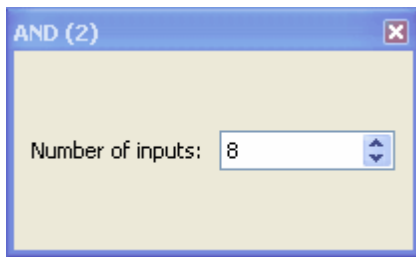 AND (2)
Number of inputs: 8